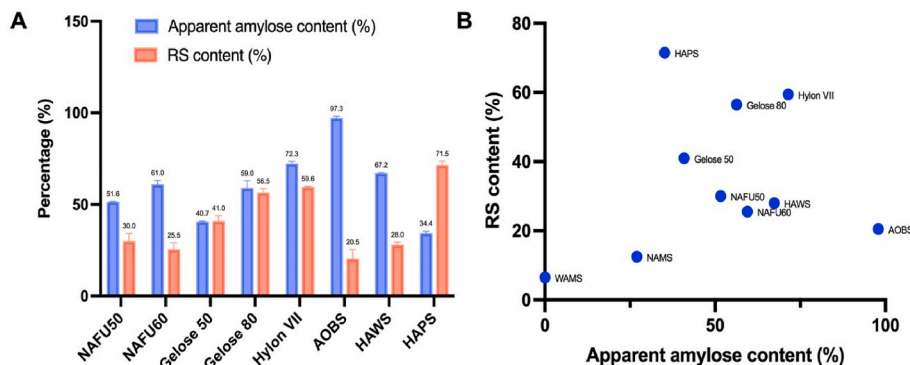 A
Apparent amylose content (%)
RS content (%)
Percentage (%)
150
100
50
0
51.6
30.0
61.0
25.5
40.7
41.0
59.0
56.5
72.3
59.6
97.3
20.5
67.2
28.0
34.4
71.5
NAFU50
NAFU60
Gelose 50
Gelose 80
Hylon VII
AOBS
HAWS
HAPS
B
RS content (%)
80
60
40
20
0
HAPS
Hylon VII
Gelose 80
Gelose 50
NAFU50
HAWS
NAFU60
AOBS
NAMS
WAMS
0
50
100
Apparent amylose content (%)